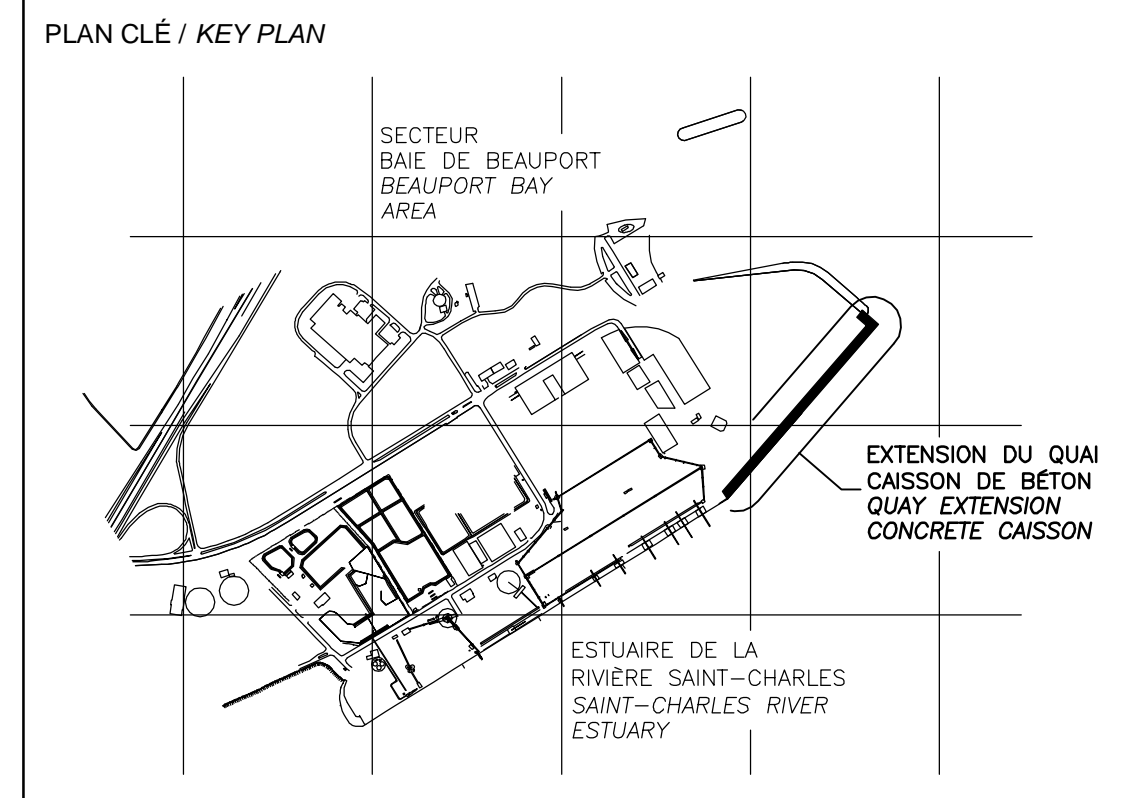 PLAN CLÉ / KEY PLAN
SECTEUR
BAIE DE BEAUPORT
BEAUPORT BAY
AREA
EXTENSION DU QUAI
CAISSON DE BÉTON
QUAY EXTENSION
CONCRETE CAISSON
ESTUAIRE DE LA
RIVIÈRE SAINT-CHARLES
SAINT-CHARLES RIVER
ESTUARY